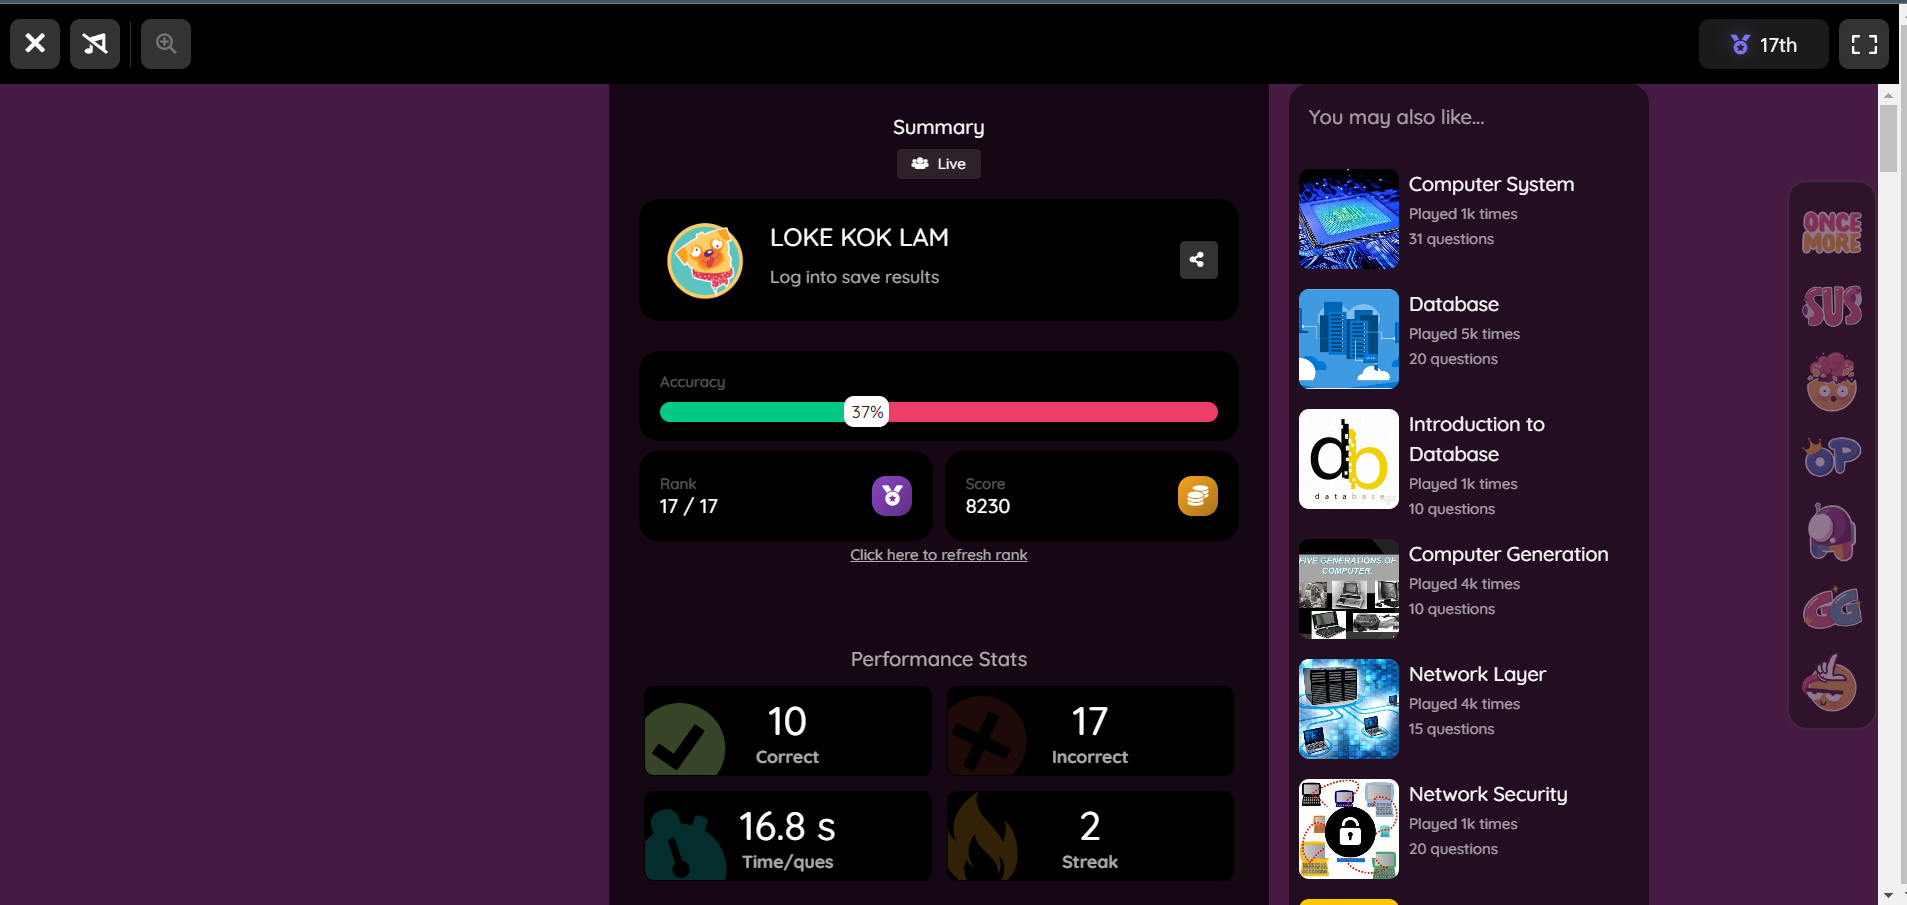 17th
Summary
Live
LOKE KOK LAM
Log into save results
Accuracy
37%
Rank
17 / 17
Score
8230
Click here to refresh rank
Performance Stats
10
Correct
17
Incorrect
16.8 s
Time/ques
2
Streak
You may also like...
Computer System
Played 1k times
31 questions
Database
Played 5k times
20 questions
db
database
Introduction to
Database
Played 1k times
10 questions
FIVE GENERATIONS OF
COMPUTER.
Computer Generation
Played 4k times
10 questions
Network Layer
Played 4k times
15 questions
Network Security
Played 1k times
20 questions
ONCE
MORE
SUS
OP
GG